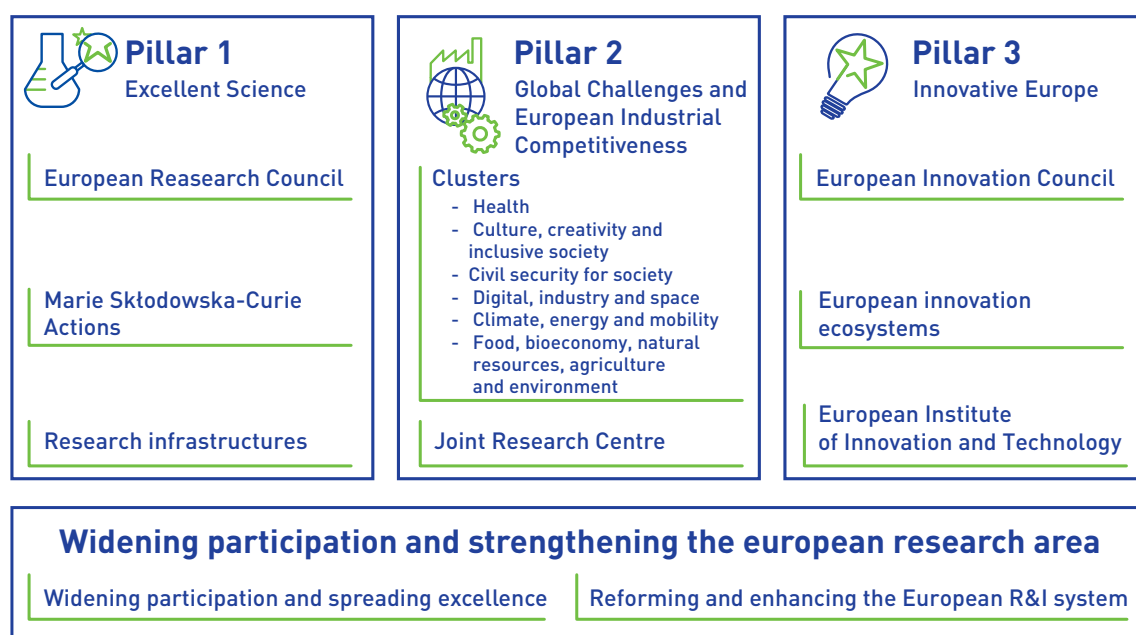 Pillar 1
Excellent Science
European Reasearch Council
Marie Skłodowska-Curie
Actions
Research infrastructures
Pillar 2
Global Challenges and
European Industrial
Competitiveness
Clusters
- Health
- Culture, creativity and
inclusive society
- Civil security for society
- Digital, industry and space
- Climate, energy and mobility
- Food, bioeconomy, natural
resources, agriculture
and environment
Joint Research Centre
Pillar 3
Innovative Europe
European Innovation Council
European innovation
ecosystems
European Institute
of Innovation and Technology
Widening participation and strengthening the european research area
Widening participation and spreading excellence
Reforming and enhancing the European R&I system